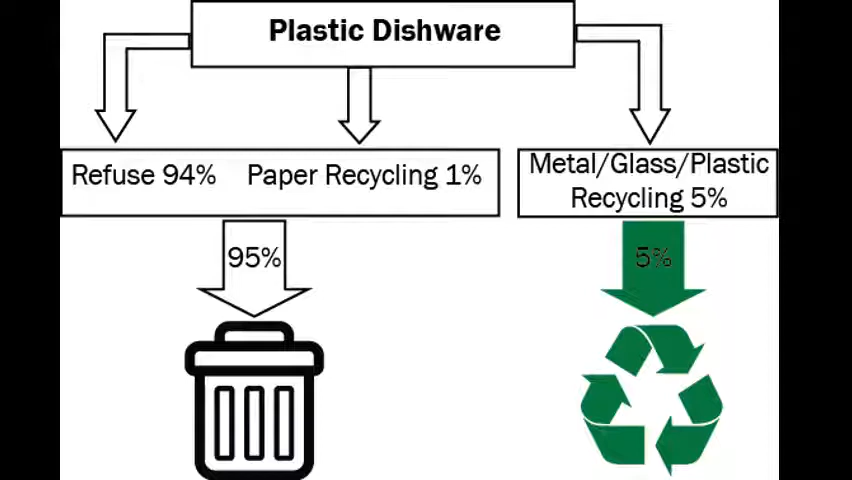 Plastic Dishware
Refuse 94% Paper Recycling 1%
Metal/Glass/Plastic
Recycling 5%
95%
5%